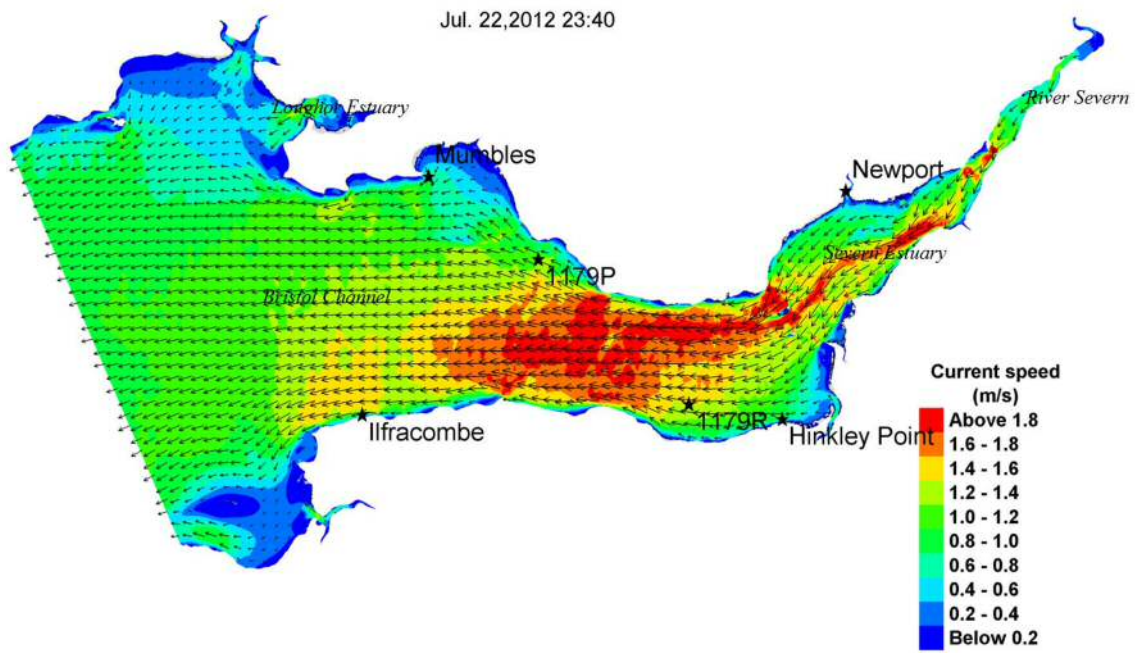 Jul. 22,2012 23:40
Loughor Estuary
River Severn
Mumbles
Newport
Severn Estuary
1179P
Bristol Channel
Current speed
(m/s)
Above 1.8
1.6 - 1.8
1.4 - 1.6
1.2 - 1.4
1.0 - 1.2
0.8 - 1.0
0.6 - 0.8
0.4 - 0.6
0.2 - 0.4
Below 0.2
1179R
Ilfracombe
Hinkley Point